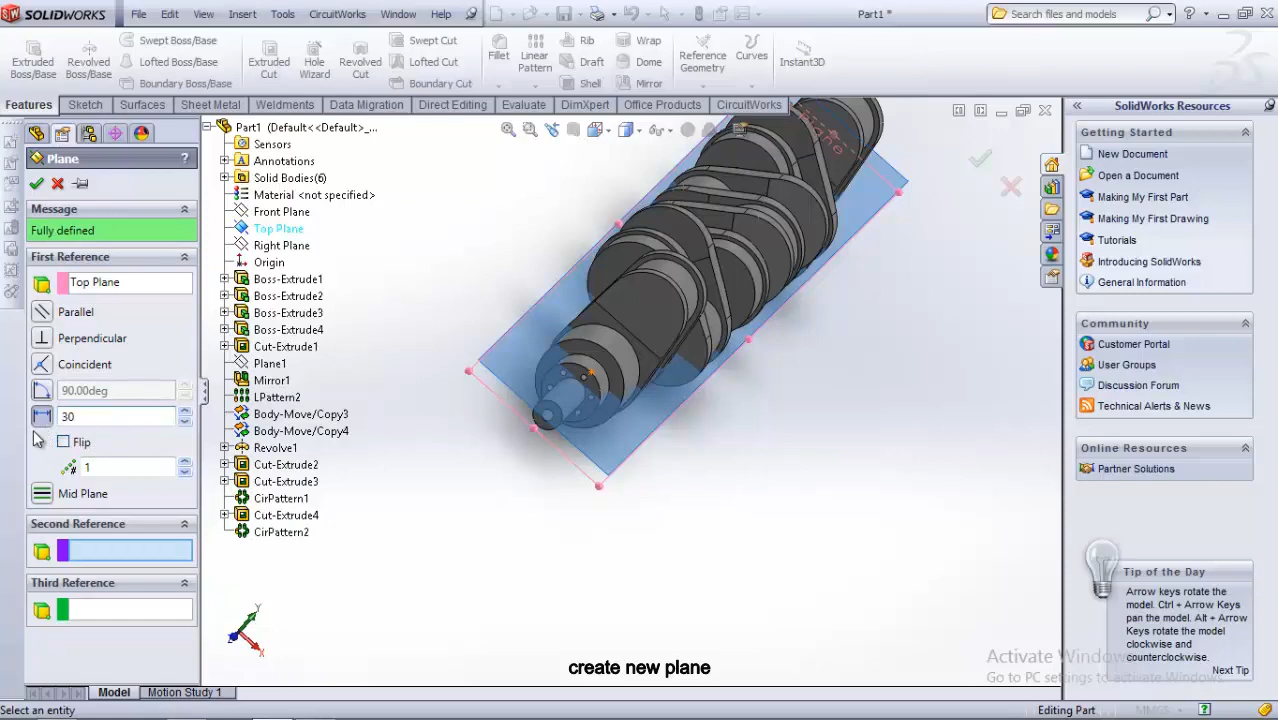 SOLIDWORKS File Edit View Insert Tools CircuitWorks Window Help Part1 * Search files and models
Extruded Boss/Base
Revolved Boss/Base
Swept Boss/Base
Lofted Boss/Base
Boundary Boss/Base
Extruded Cut
Hole Wizard
Revolved Cut
Swept Cut
Lofted Cut
Boundary Cut
Fillet
Linear Pattern
Rib
Draft
Shell
Wrap
Dome
Mirror
Reference Geometry
Curves
Instant3D
Features Sketch Surfaces Sheet Metal Weldments Data Migration Direct Editing Evaluate DimXpert Office Products CircuitWorks
Plane ?
Message
Fully defined
First Reference
Top Plane
Parallel
Perpendicular
Coincident
90.00deg
30
Flip
1
Mid Plane
Second Reference
Third Reference
Part1 (Default<<Default>_...
Sensors
Annotations
Solid Bodies(6)
Material <not specified>
Front Plane
Top Plane
Right Plane
Origin
Boss-Extrude1
Boss-Extrude2
Boss-Extrude3
Boss-Extrude4
Cut-Extrude1
Plane1
Mirror1
LPattern2
Body-Move/Copy3
Body-Move/Copy4
Revolve1
Cut-Extrude2
Cut-Extrude3
CirPattern1
Cut-Extrude4
CirPattern2
Y
X
Z
create new plane
SolidWorks Resources
Getting Started
New Document
Open a Document
Making My First Part
Making My First Drawing
Tutorials
Introducing SolidWorks
General Information
Community
Customer Portal
User Groups
Discussion Forum
Technical Alerts & News
Online Resources
Partner Solutions
Tip of the Day
Arrow keys rotate the
model. Ctrl + Arrow Keys
pan the model. Alt + Arrow
Keys rotate the model
clockwise and
counterclockwise.
Next Tip
Activate Windows
Go to PC settings to activate Windows.
Model Motion Study 1
Select an entity Editing Part MMGS